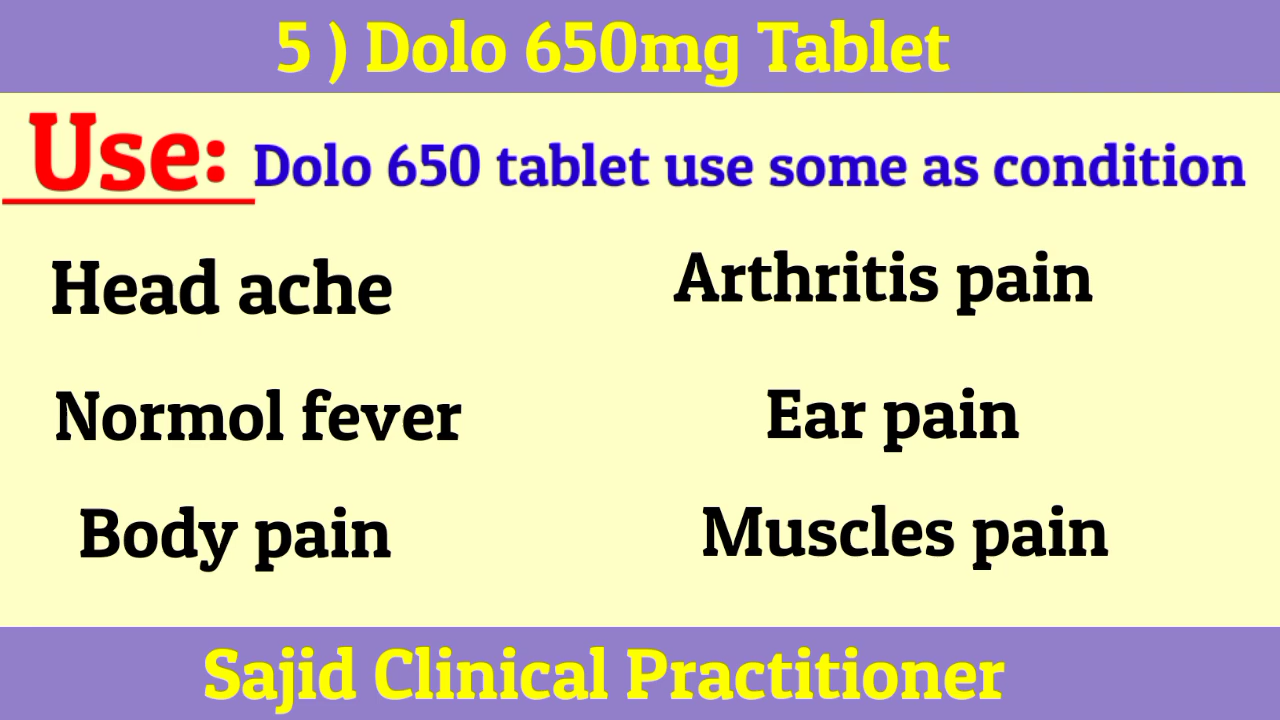 5 ) Dolo 650mg Tablet
Use: Dolo 650 tablet use some as condition
Head ache
Arthritis pain
Normol fever
Ear pain
Body pain
Muscles pain
Sajid Clinical Practitioner